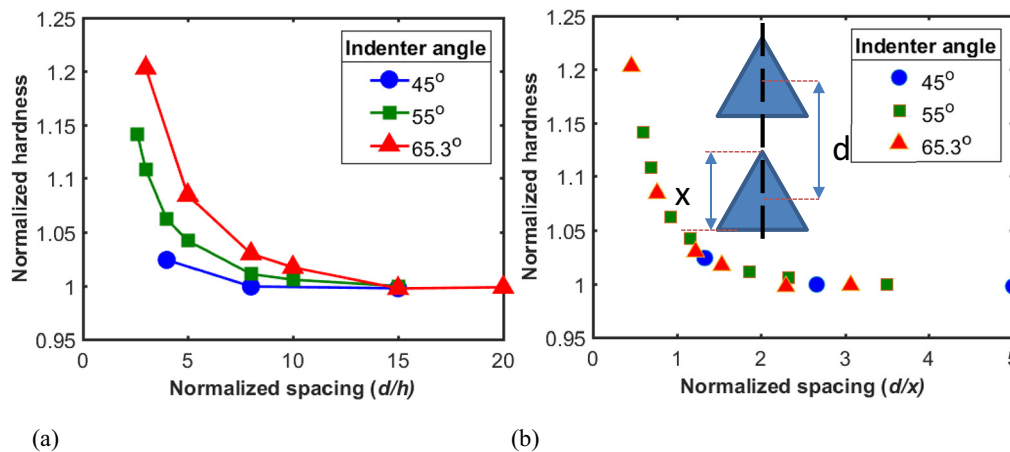 1.25
1.2
1.15
1.1
1.05
1
0.95
Normalized hardness
Indenter angle
45°
55°
65.3°
0 5 10 15 20
Normalized spacing (d/h)
(a)
1.25
1.2
1.15
1.1
1.05
1
0.95
Normalized hardness
Indenter angle
45°
55°
65.3°
d
x
0 1 2 3 4 5
Normalized spacing (d/x)
(b)